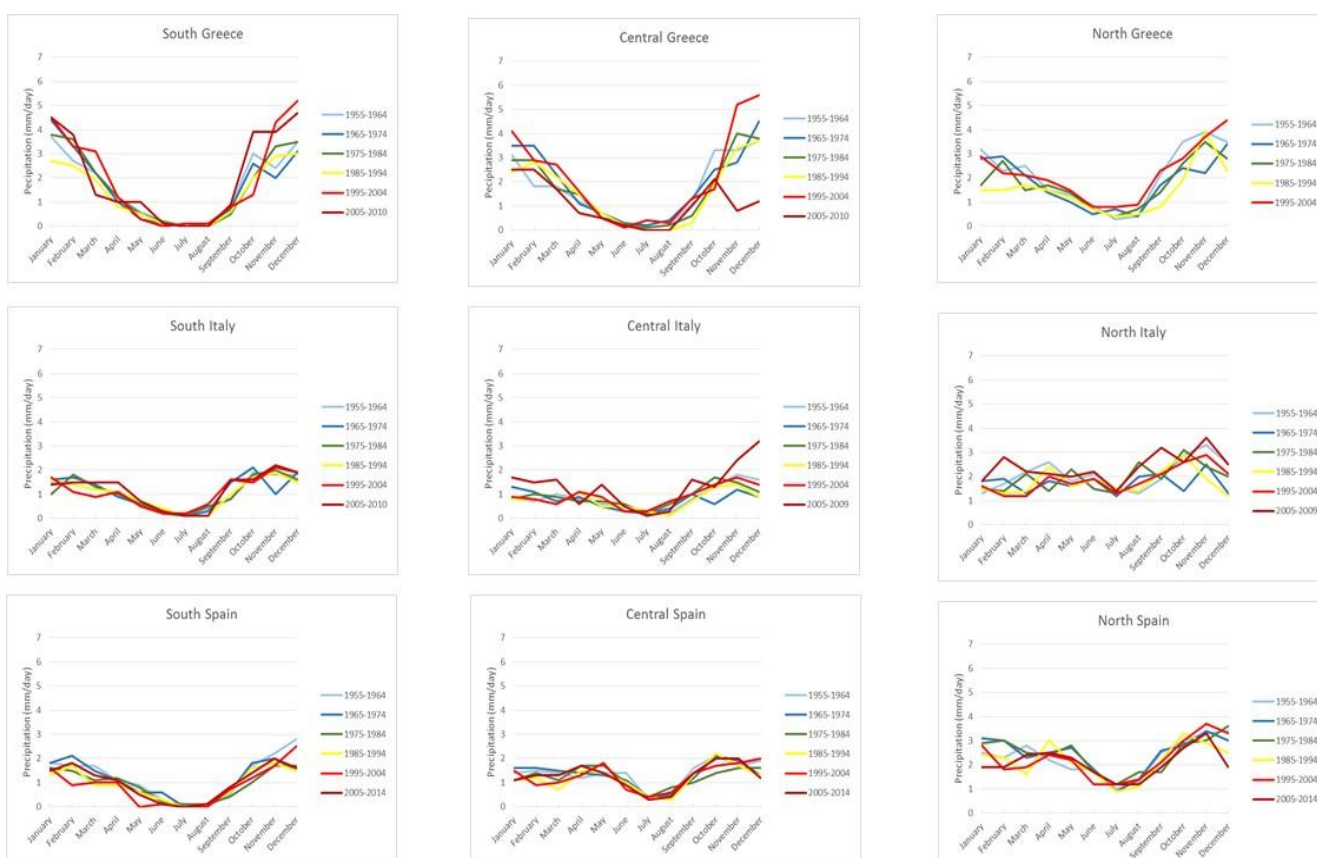 South Greece
Pecipitation (mm/day)
7
6
5
4
3
2
1
0
January
February
March
April
May
June
July
August
September
October
November
December
1955-1964
1965-1974
1975-1984
1985-1994
1995-2004
2005-2010
Central Greece
Pecipitation (mm/day)
7
6
5
4
3
2
1
0
January
February
March
April
May
June
July
August
September
October
November
December
1955-1964
1965-1974
1975-1984
1985-1994
1995-2004
2005-2010
North Greece
Precipitation (mm/day)
7
6
5
4
3
2
1
0
January
February
March
April
May
June
July
August
September
October
November
December
1955-1964
1965-1974
1975-1984
1985-1994
1995-2004
South Italy
Precipitation (mm/day)
7
6
5
4
3
2
1
0
January
February
March
April
May
June
July
August
September
October
November
December
1955-1964
1965-1974
1975-1984
1985-1994
1995-2004
2005-2010
Central Italy
Precipitation (mm/day)
7
6
5
4
3
2
1
0
January
February
March
April
May
June
July
August
September
October
November
December
1955-1964
1965-1974
1975-1984
1985-1994
1995-2004
2005-2009
North Italy
Precipitation (mm/day)
7
6
5
4
3
2
1
0
January
February
March
April
May
June
July
August
September
October
November
December
1955-1964
1965-1974
1975-1984
1985-1994
1995-2004
2005-2009
South Spain
Precipitation (mm/day)
7
6
5
4
3
2
1
0
January
February
March
April
May
June
July
August
September
October
November
December
1955-1964
1965-1974
1975-1984
1985-1994
1995-2004
2005-2014
Central Spain
Precipitation (mm/day)
7
6
5
4
3
2
1
0
January
February
March
April
May
June
July
August
September
October
November
December
1955-1964
1965-1974
1975-1984
1985-1994
1995-2004
2005-2014
North Spain
Precipitation (mm/day)
7
6
5
4
3
2
1
0
January
February
March
April
May
June
July
August
September
October
November
December
1955-1964
1965-1974
1975-1984
1985-1994
1995-2004
2005-2014